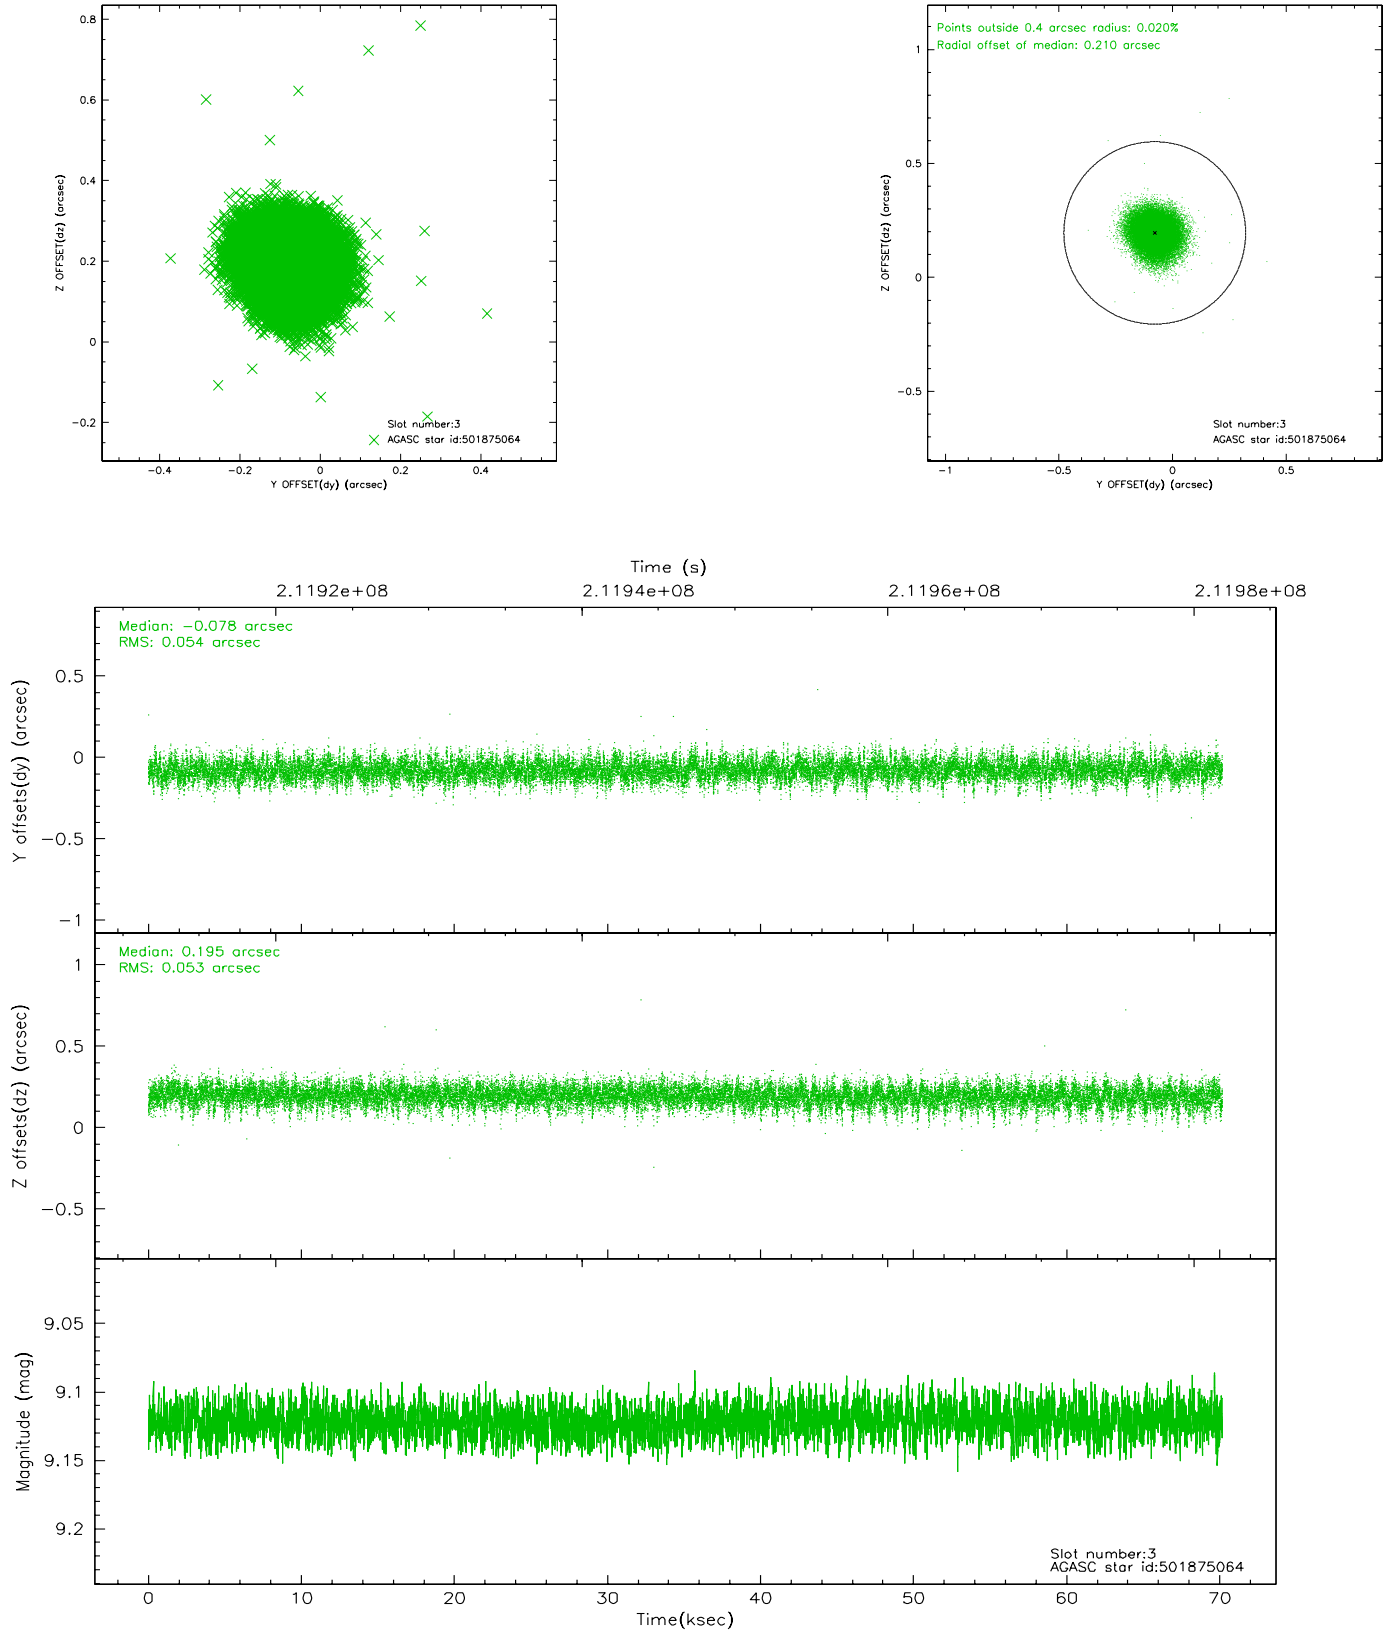 0.8
0.6
0.4
0.2
0
−0.2
Z OFFSET(dz) (arcsec)
Slot number:3
AGASC star id:501875064
−0.4 −0.2 0 0.2 0.4
Y OFFSET(dy) (arcsec)
Points outside 0.4 arcsec radius: 0.020%
Radial offset of median: 0.210 arcsec
1
0.5
0
−0.5
Z OFFSET(dz) (arcsec)
Slot number:3
AGASC star id:501875064
−1 −0.5 0 0.5
Y OFFSET(dy) (arcsec)
Time (s)
2.1192e+08 2.1194e+08 2.1196e+08 2.1198e+08
Median: −0.078 arcsec
RMS: 0.054 arcsec
0.5
0
−0.5
−1
Y offsets(dy) (arcsec)
Median: 0.195 arcsec
RMS: 0.053 arcsec
1
0.5
0
−0.5
Z offsets(dz) (arcsec)
9.05
9.1
9.15
9.2
Magnitude (mag)
Slot number:3
AGASC star id:501875064
0 10 20 30 40 50 60 70
Time(ksec)